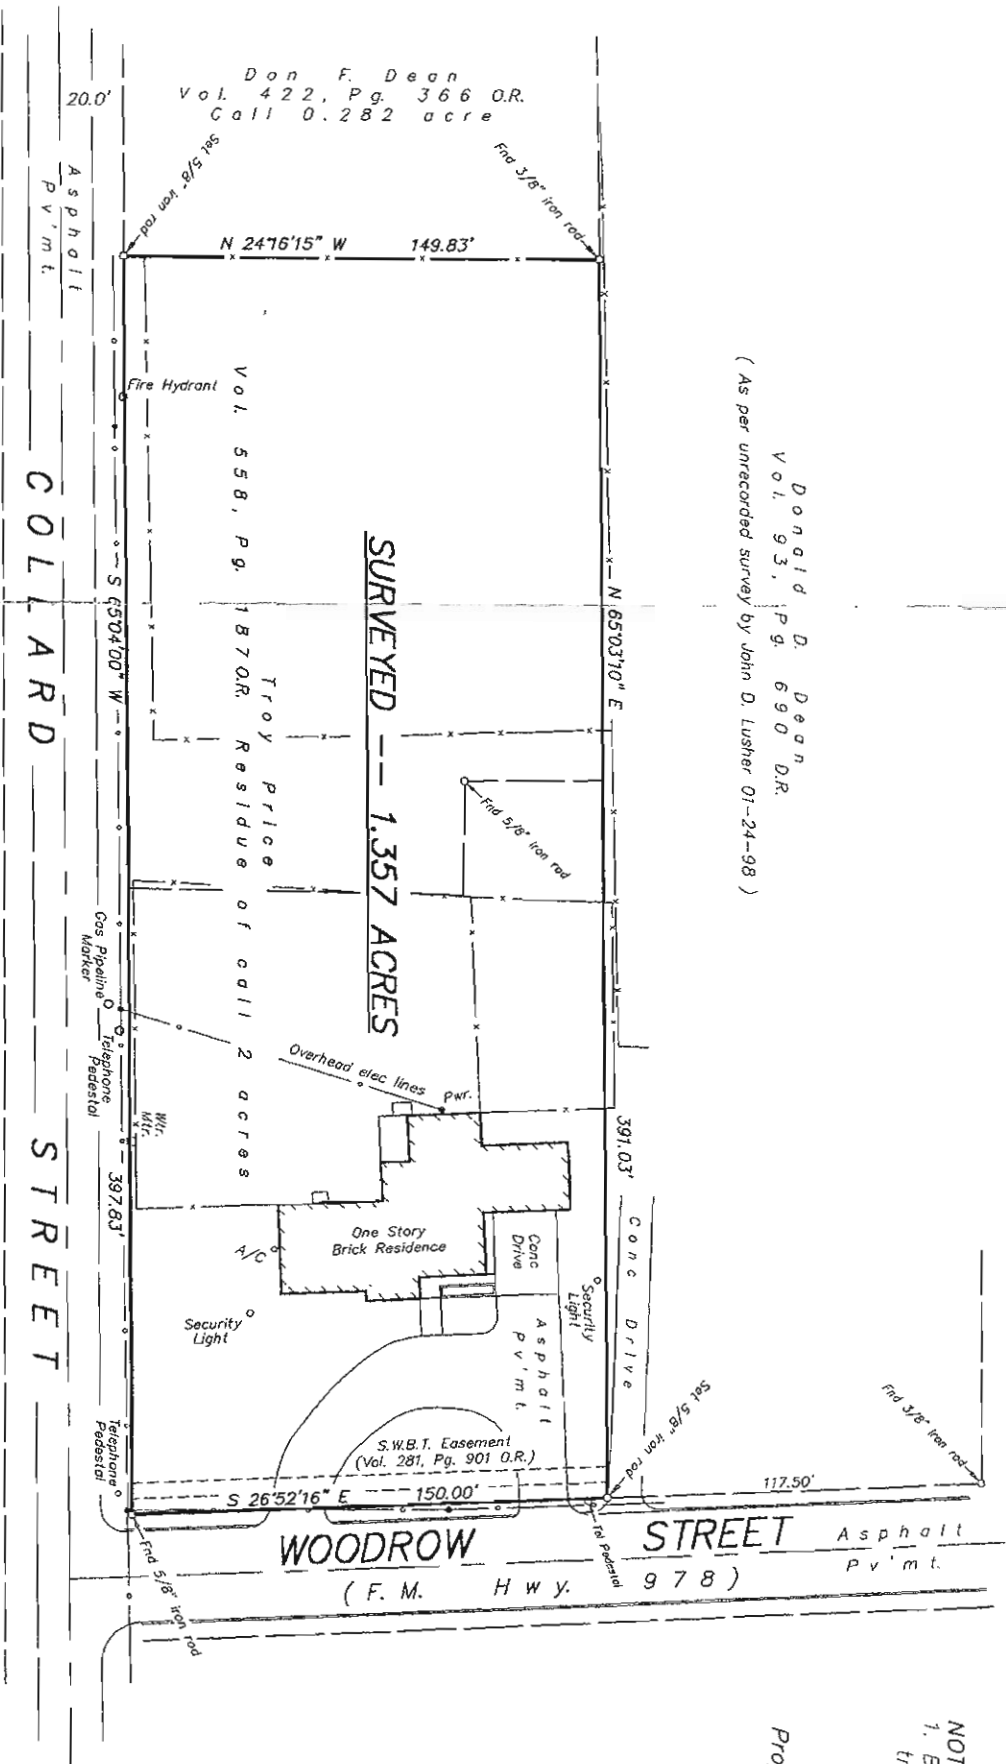 Don F. Dean
Vol. 422, Pg. 366 O.R.
Call 0.282 acre
20.0'
Asphalt
Pv'mt.
Set 5/8" iron rod
Fnd 3/8" iron rod
N 24°16'15" W 149.83'
Fire Hydrant
Donald D. Dean
Vol. 93, Pg. 690 D.R.
( As per unrecorded survey by John D. Lusher 01-24-98 )
N 65°03'10" E
391.03'
SURVEYED -- 1.357 ACRES
Troy Price
Vol. 558, Pg. 187 O.R. Residue of call 2 acres
Fnd 5/8" iron rod
S 65°04'00" W
397.83'
COLLARD STREET
Gas Pipeline
Marker
Telephone
Pedestal
Wtr.
Mtr.
Overhead elec lines
Pwr.
One Story
Brick Residence
A/C
Conc
Drive
Security
Light
Security
Light
Conc Drive
Asphalt
Pv'mt.
Set 5/8" iron rod
Fnd 3/8" iron rod
S.W.B.T. Easement
(Vol. 281, Pg. 901 O.R.)
Telephone
Pedestal
S 26°52'16" E 150.00'
117.50'
Tel Pedestal
Fnd 5/8" iron rod
WOODROW STREET
( F.M. Hwy. 978 )
Asphalt
Pv'mt.
NOT
1. B
tr
Pro